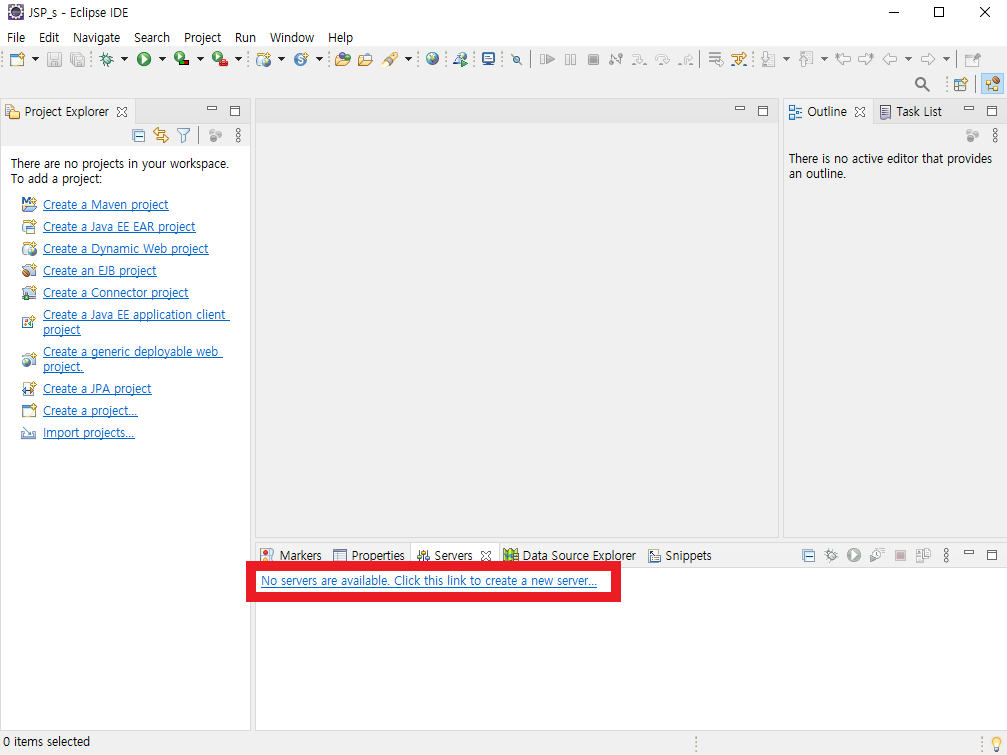 JSP_s - Eclipse IDE
File Edit Navigate Search Project Run Window Help
Project Explorer
There are no projects in your workspace.
To add a project:
Create a Maven project
Create a Java EE EAR project
Create a Dynamic Web project
Create an EJB project
Create a Connector project
Create a Java EE application client
project
Create a generic deployable web
project.
Create a JPA project
Create a project...
Import projects...
Outline Task List
There is no active editor that provides
an outline.
Markers Properties Servers Data Source Explorer Snippets
No servers are available. Click this link to create a new server...
0 items selected